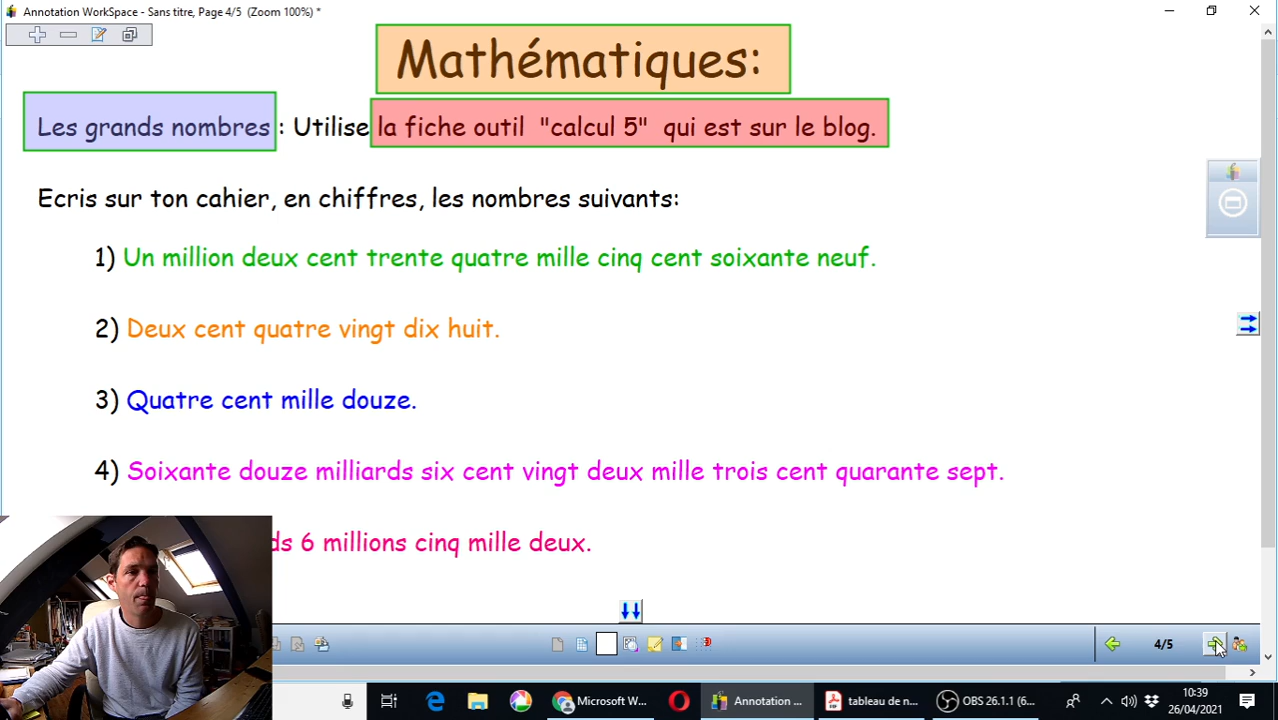 Annotation WorkSpace - Sans titre, Page 4/5 (Zoom 100%) *
Mathématiques:
Les grands nombres : Utilise la fiche outil "calcul 5" qui est sur le blog.
Ecris sur ton cahier, en chiffres, les nombres suivants:
1) Un million deux cent trente quatre mille cinq cent soixante neuf.
2) Deux cent quatre vingt dix huit.
3) Quatre cent mille douze.
4) Soixante douze milliards six cent vingt deux mille trois cent quarante sept.
ds 6 millions cinq mille deux.
4/5
Microsoft W...
Annotation ...
tableau de n...
OBS 26.1.1 (6...
10:39
26/04/2021